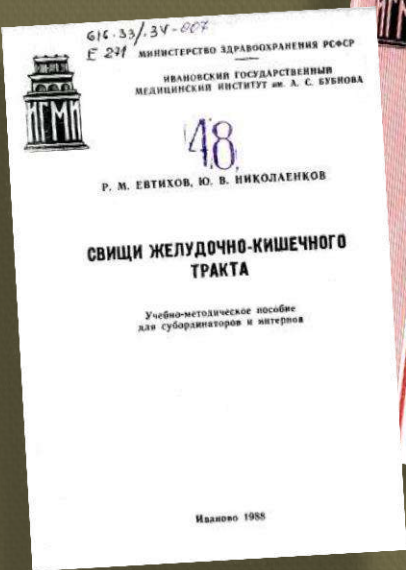 616.33/.34-007
Е 271
МИНИСТЕРСТВО ЗДРАВООХРАНЕНИЯ РСФСР
ИВАНОВСКИЙ ГОСУДАРСТВЕННЫЙ
МЕДИЦИНСКИЙ ИНСТИТУТ им. А. С. БУБНОВА
ИГМИ
48
Р. М. ЕВТИХОВ, Ю. В. НИКОЛАЕНКОВ
СВИЩИ ЖЕЛУДОЧНО-КИШЕЧНОГО
ТРАКТА
Учебно-методическое пособие
для субординаторов и интернов
Иваново 1988